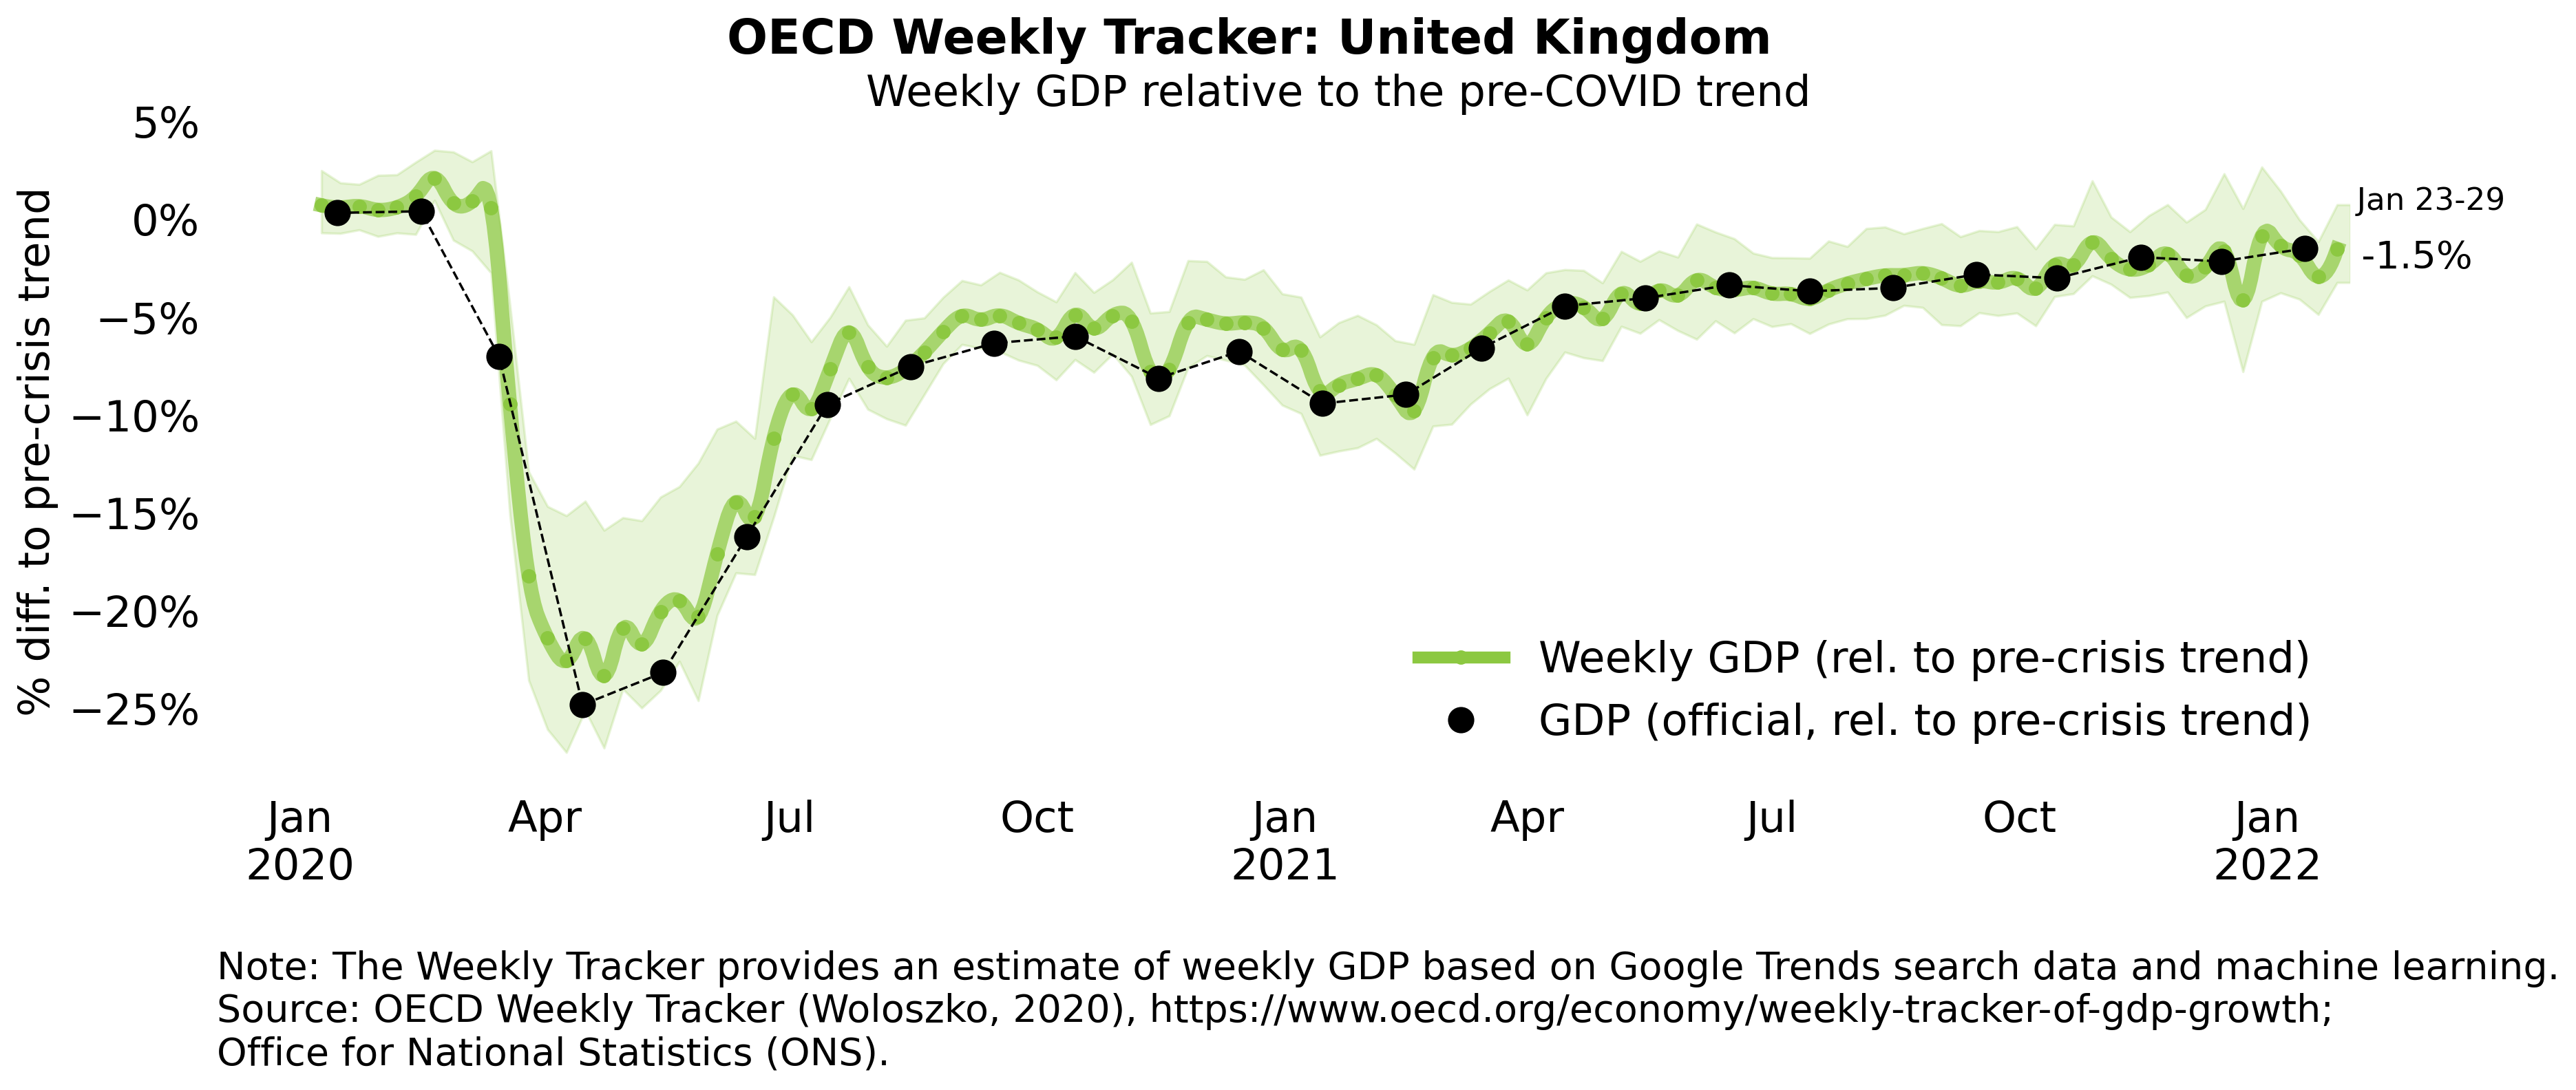 OECD Weekly Tracker: United Kingdom
Weekly GDP relative to the pre-COVID trend
% diff. to pre-crisis trend
5%
0%
−5%
−10%
−15%
−20%
−25%
Jan 23-29
-1.5%
Weekly GDP (rel. to pre-crisis trend)
GDP (official, rel. to pre-crisis trend)
Jan Apr Jul Oct Jan Apr Jul Oct Jan
2020 2021 2022
Note: The Weekly Tracker provides an estimate of weekly GDP based on Google Trends search data and machine learning.
Source: OECD Weekly Tracker (Woloszko, 2020), https://www.oecd.org/economy/weekly-tracker-of-gdp-growth;
Office for National Statistics (ONS).